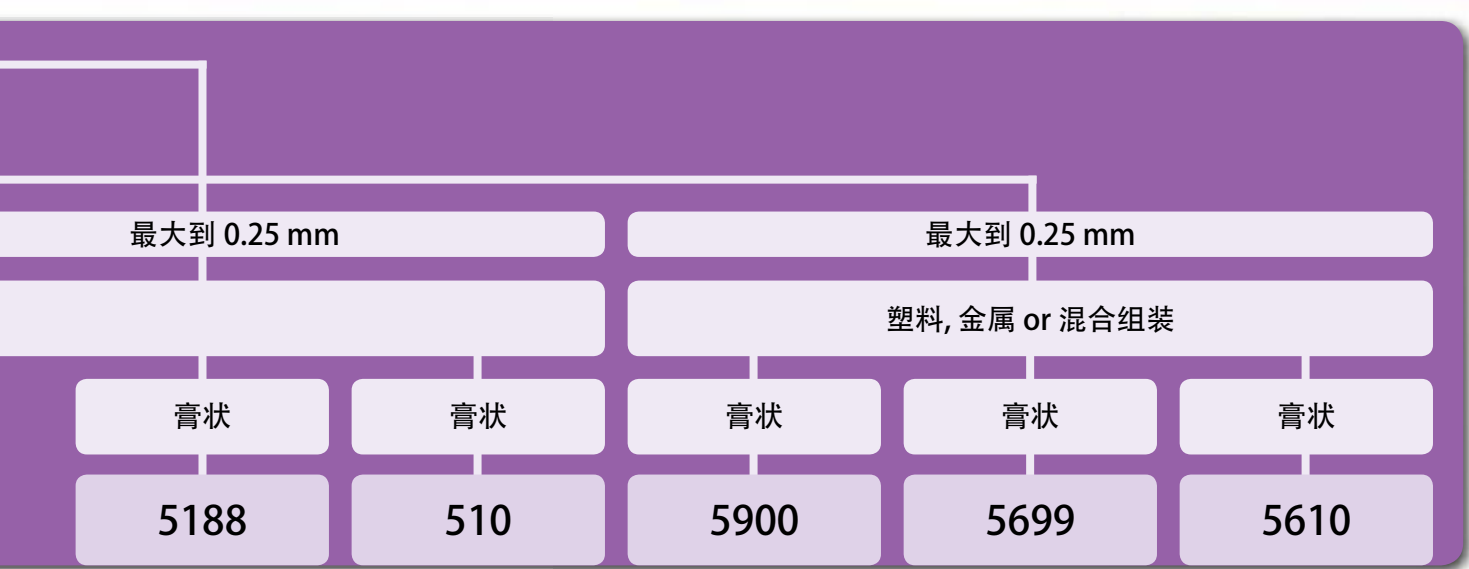 最大到 0.25 mm
最大到 0.25 mm
塑料, 金属 or 混合组装
膏状
膏状
膏状
膏状
膏状
5188
510
5900
5699
5610